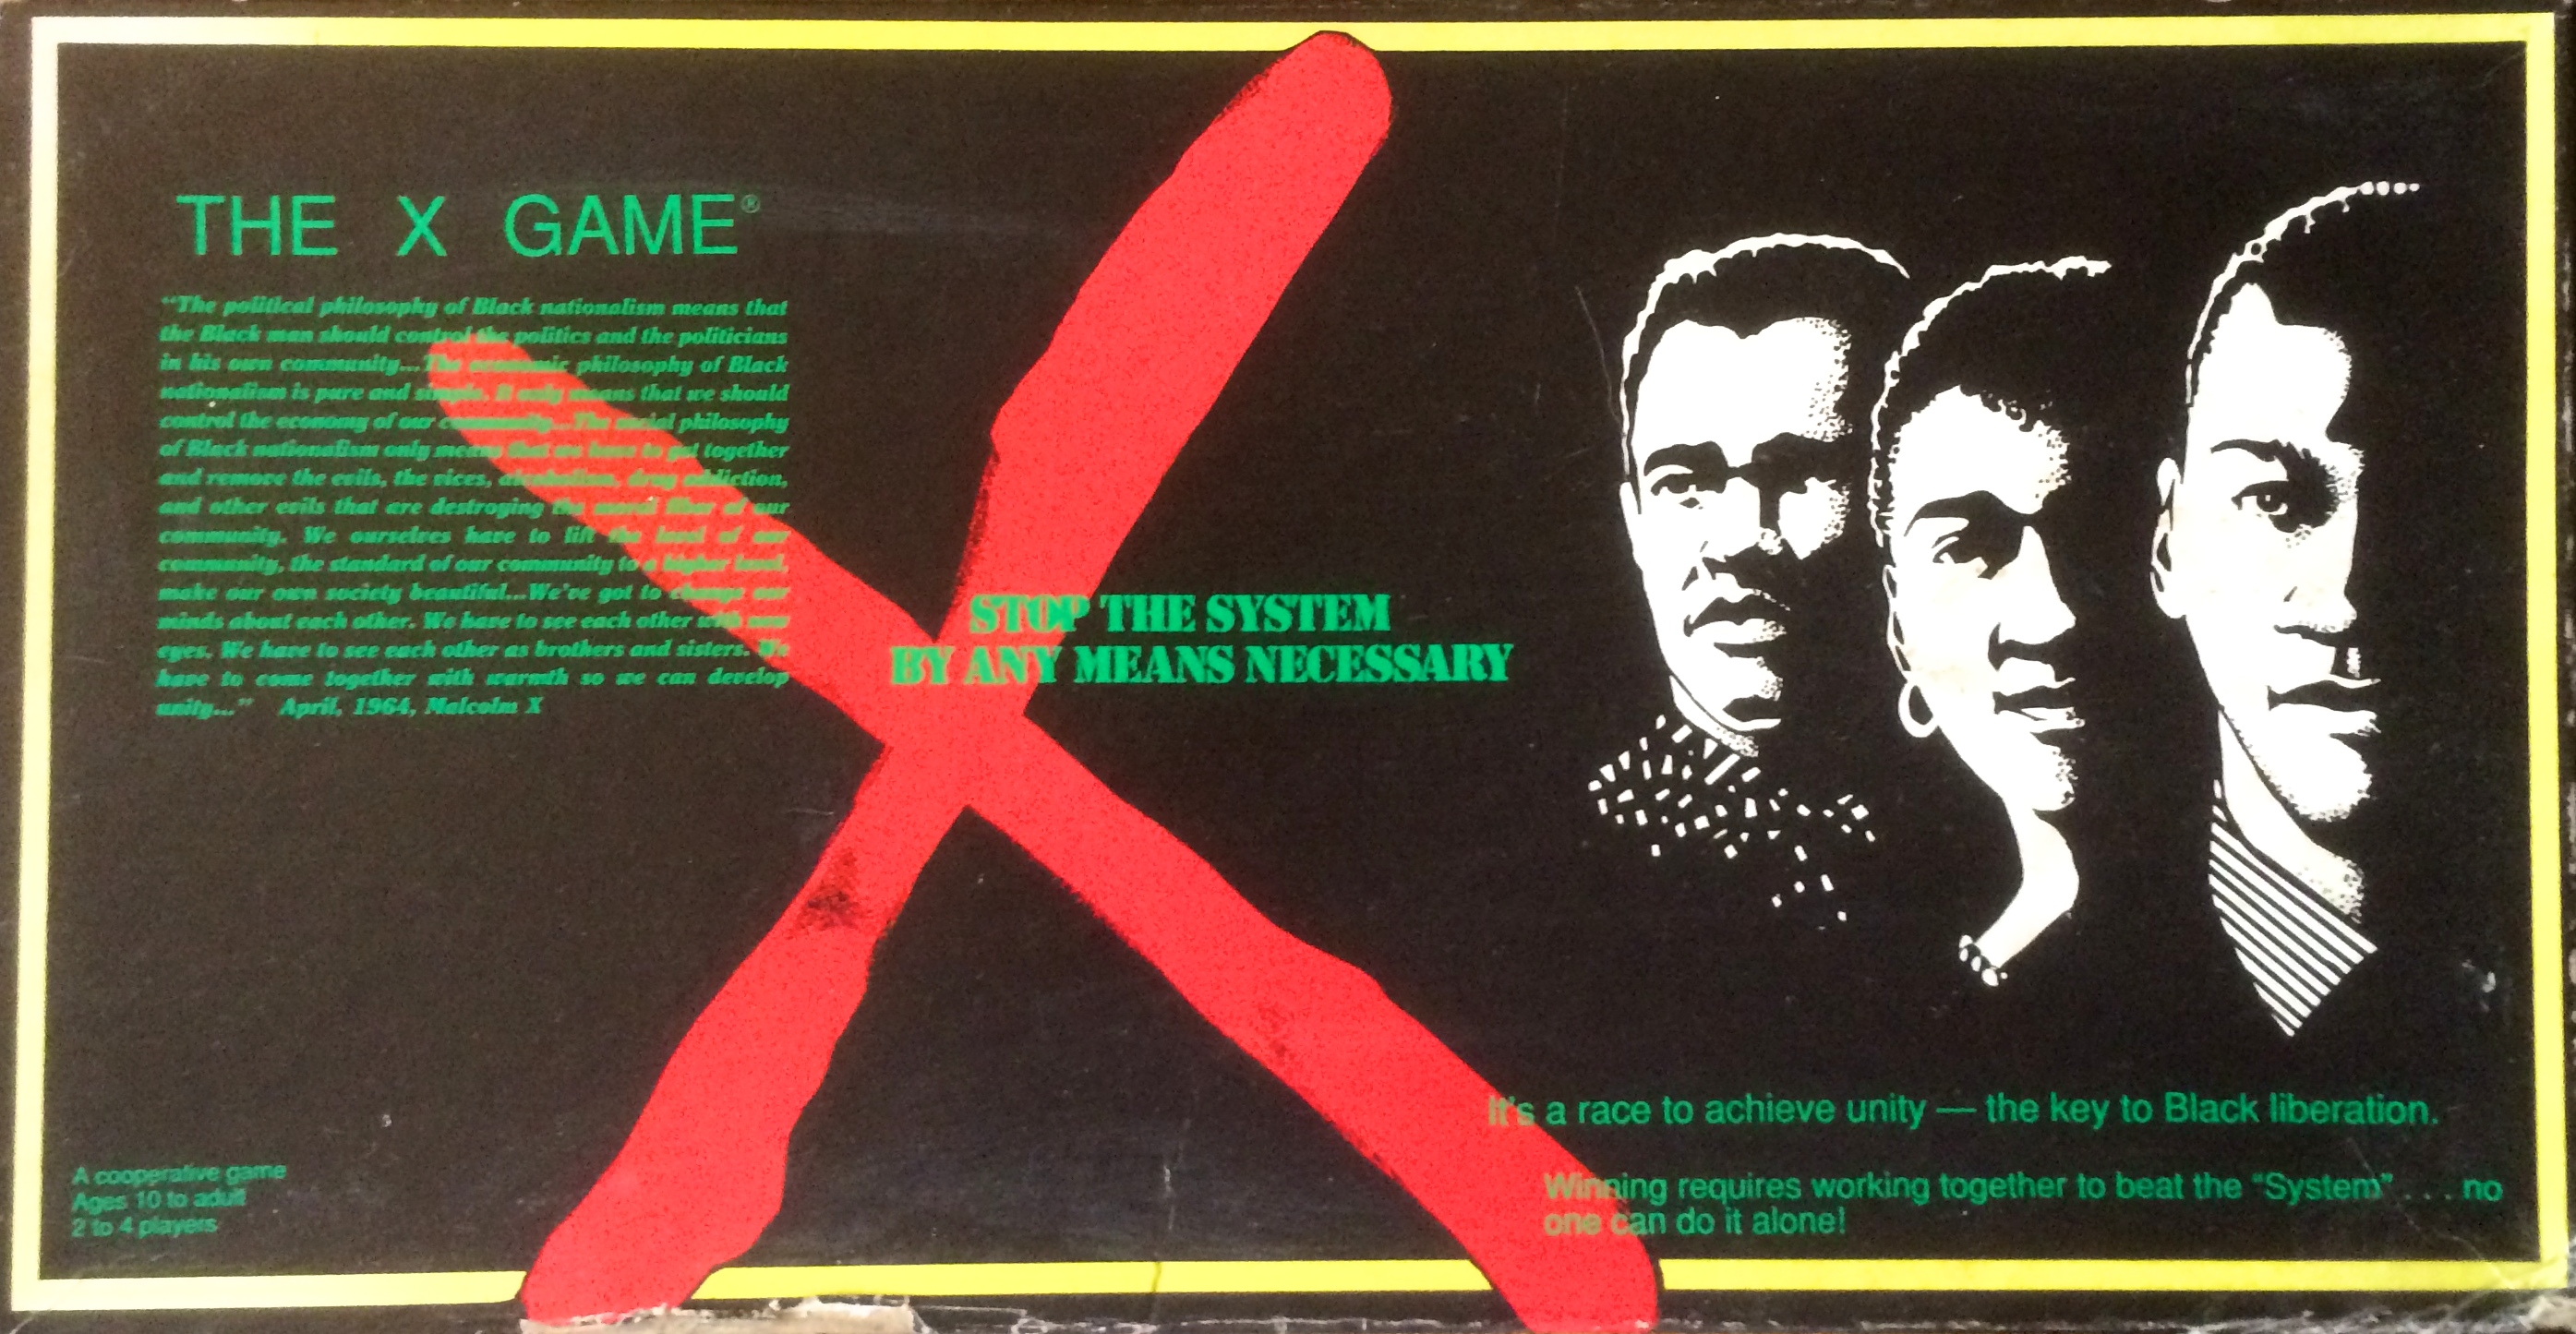 THE X GAME®
"The political philosophy of Black nationalism means that
the Black man should control the politics and the politicians
in his own community...The economic philosophy of Black
nationalism is pure and simple. It only means that we should
control the economy of our community...The social philosophy
of Black nationalism only means that we have to get together
and remove the evils, the vices, alcoholism, drug addiction,
and other evils that are destroying the moral fiber of our
community. We ourselves have to lift the level of our
community, the standard of our community to a higher level,
make our own society beautiful...We've got to change our
minds about each other. We have to see each other with new
eyes. We have to see each other as brothers and sisters. We
have to come together with warmth so we can develop
unity..." April, 1964, Malcolm X
STOP THE SYSTEM
BY ANY MEANS NECESSARY
It's a race to achieve unity — the key to Black liberation.
Winning requires working together to beat the "System" . . . no
one can do it alone!
A cooperative game
Ages 10 to adult
2 to 4 players